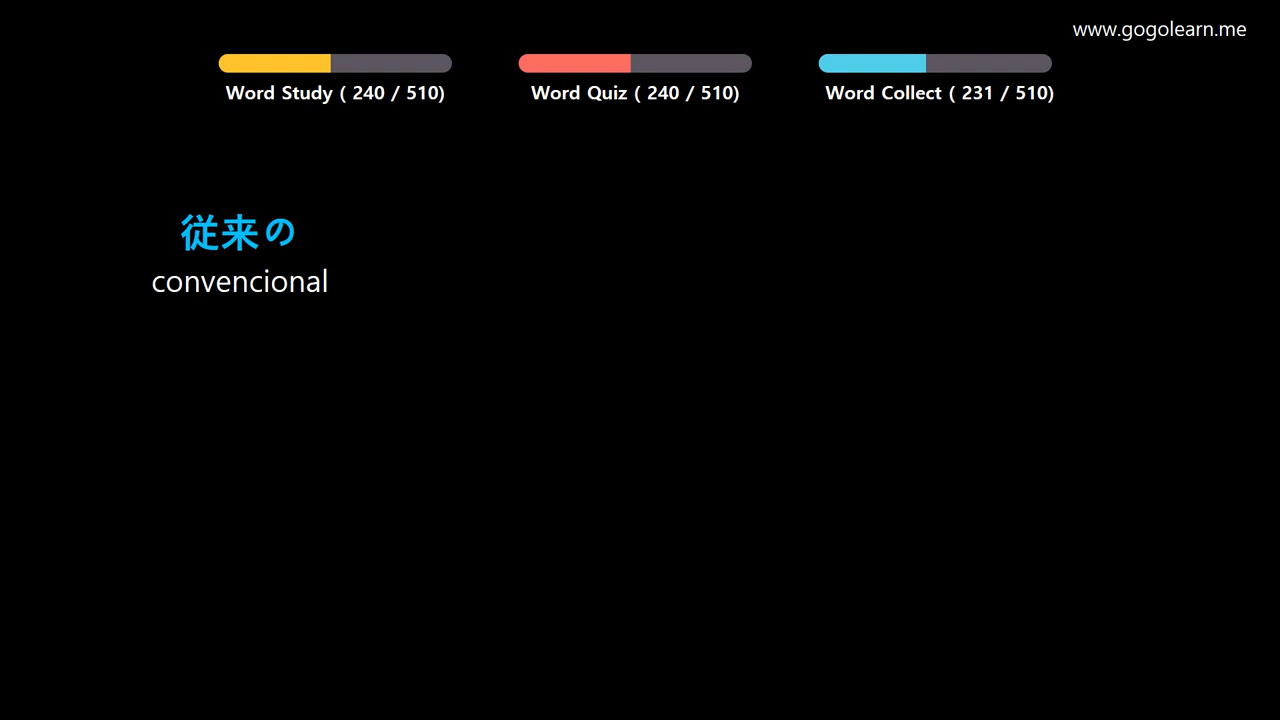 www.gogolearn.me
Word Study ( 240 / 510)
Word Quiz ( 240 / 510)
Word Collect ( 231 / 510)
従来の
convencional